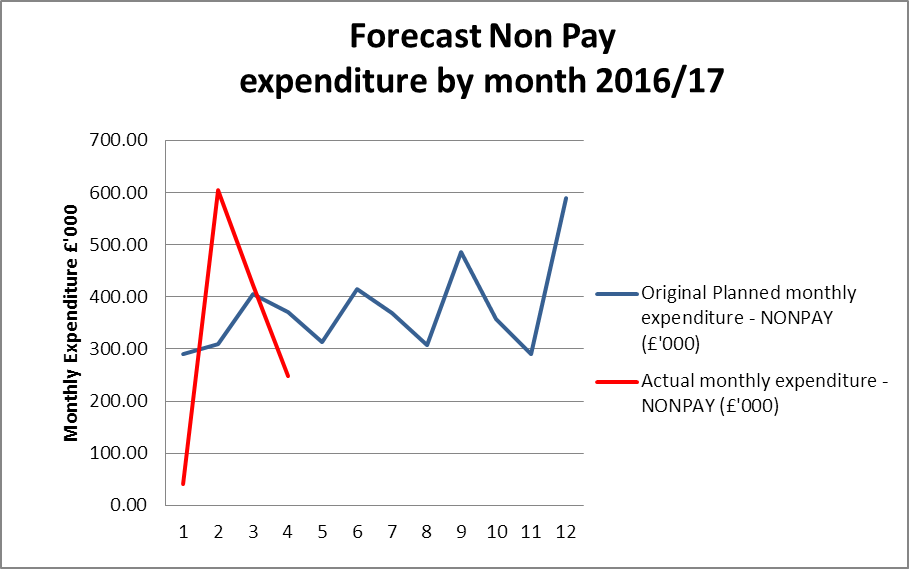 Forecast Non Pay
expenditure by month 2016/17
700.00
600.00
500.00
400.00
300.00
200.00
100.00
0.00
Monthly Expenditure £'000
1 2 3 4 5 6 7 8 9 10 11 12
Original Planned monthly
expenditure - NONPAY
(£'000)
Actual monthly expenditure -
NONPAY (£'000)